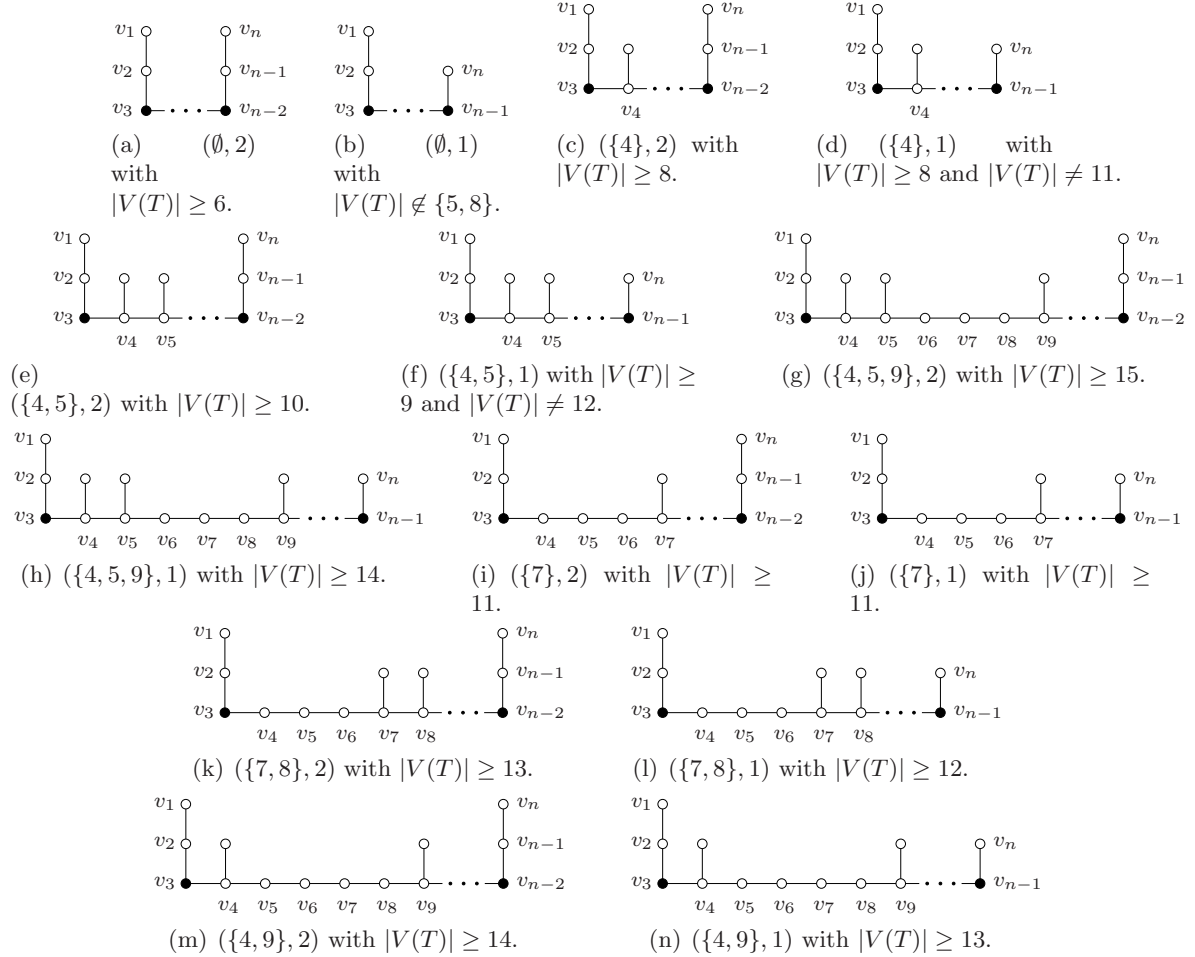 v1 vn
v2 vn−1
v3 vn−2
(a) (∅, 2)
with
|V(T)| ≥ 6.
v1
v2 vn
v3 vn−1
(b) (∅, 1)
with
|V(T)| ∉ {5, 8}.
v1 vn
v2 vn−1
v3 vn−2
v4
(c) ({4}, 2) with
|V(T)| ≥ 8.
v1
v2 vn
v3 vn−1
v4
(d) ({4}, 1) with
|V(T)| ≥ 8 and |V(T)| ≠ 11.
v1 vn
v2 vn−1
v3 vn−2
v4 v5
(e)
({4, 5}, 2) with |V(T)| ≥ 10.
v1
v2 vn
v3 vn−1
v4 v5
(f) ({4, 5}, 1) with |V(T)| ≥
9 and |V(T)| ≠ 12.
v1 vn
v2 vn−1
v3 vn−2
v4 v5 v6 v7 v8 v9
(g) ({4, 5, 9}, 2) with |V(T)| ≥ 15.
v1
v2 vn
v3 vn−1
v4 v5 v6 v7 v8 v9
(h) ({4, 5, 9}, 1) with |V(T)| ≥ 14.
v1 vn
v2 vn−1
v3 vn−2
v4 v5 v6 v7
(i) ({7}, 2) with |V(T)| ≥
11.
v1
v2 vn
v3 vn−1
v4 v5 v6 v7
(j) ({7}, 1) with |V(T)| ≥
11.
v1 vn
v2 vn−1
v3 vn−2
v4 v5 v6 v7 v8
(k) ({7, 8}, 2) with |V(T)| ≥ 13.
v1
v2 vn
v3 vn−1
v4 v5 v6 v7 v8
(l) ({7, 8}, 1) with |V(T)| ≥ 12.
v1 vn
v2 vn−1
v3 vn−2
v4 v5 v6 v7 v8 v9
(m) ({4, 9}, 2) with |V(T)| ≥ 14.
v1
v2 vn
v3 vn−1
v4 v5 v6 v7 v8 v9
(n) ({4, 9}, 1) with |V(T)| ≥ 13.